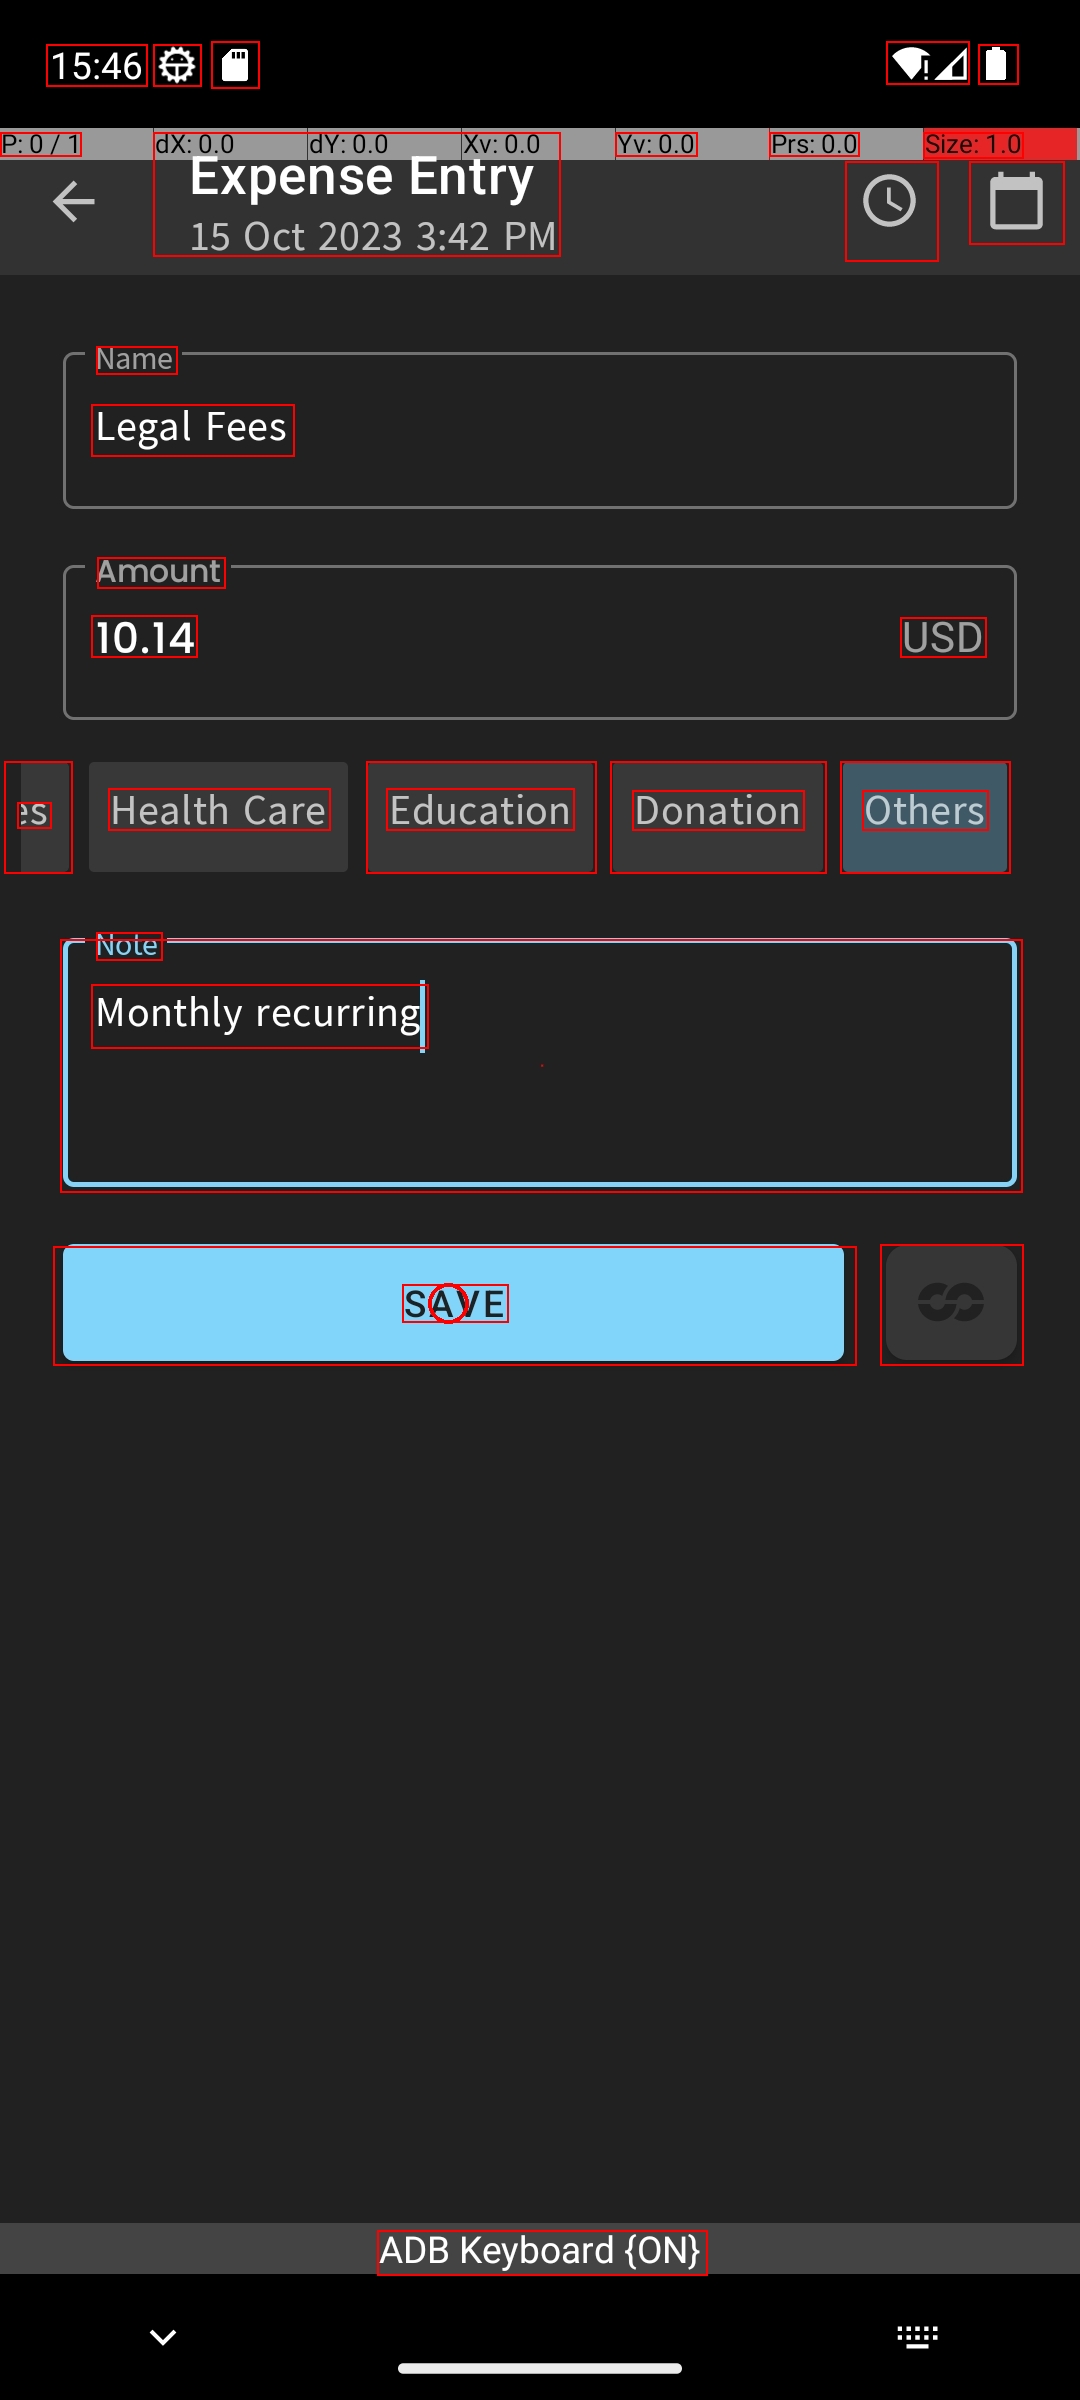 15:46
P: 0 / 1 dX: 0.0 dY: 0.0 Xv: 0.0 Yv: 0.0 Prs: 0.0 Size: 1.0
Expense Entry
15 Oct 2023 3:42 PM
Name
Legal Fees
Amount
10.14 USD
es Health Care Education Donation Others
Note
Monthly recurring
SAVE
ADB Keyboard {ON}